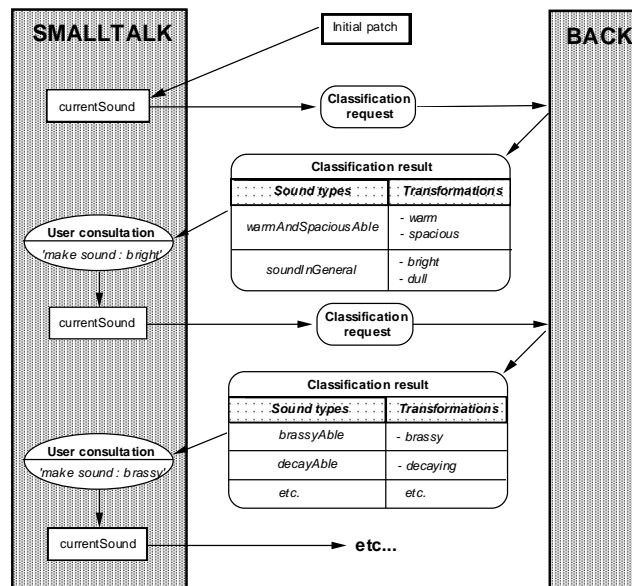 SMALLTALK
Initial patch
BACK
currentSound
Classification
request
Classification result
Sound types
Transformations
warmAndSpaciousAble
- warm
- spacious
soundInGeneral
- bright
- dull
User consultation
'make sound : bright'
currentSound
Classification
request
Classification result
Sound types
Transformations
brassyAble
- brassy
decayAble
- decaying
etc.
etc.
User consultation
'make sound : brassy'
currentSound
etc...